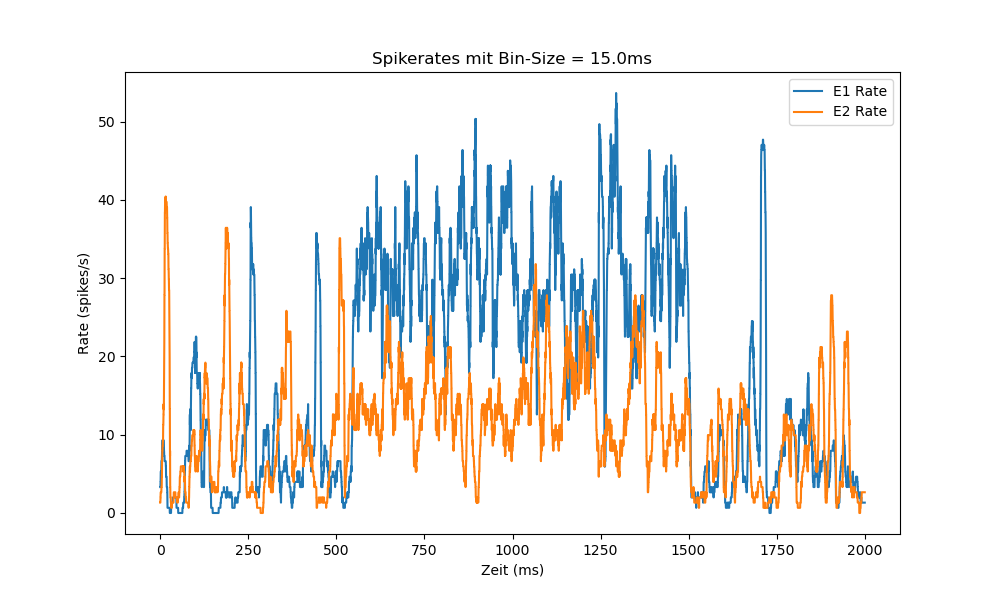 Spikerates mit Bin-Size = 15.0ms
E1 Rate
E2 Rate
Rate (spikes/s)
50
40
30
20
10
0
0 250 500 750 1000 1250 1500 1750 2000
Zeit (ms)